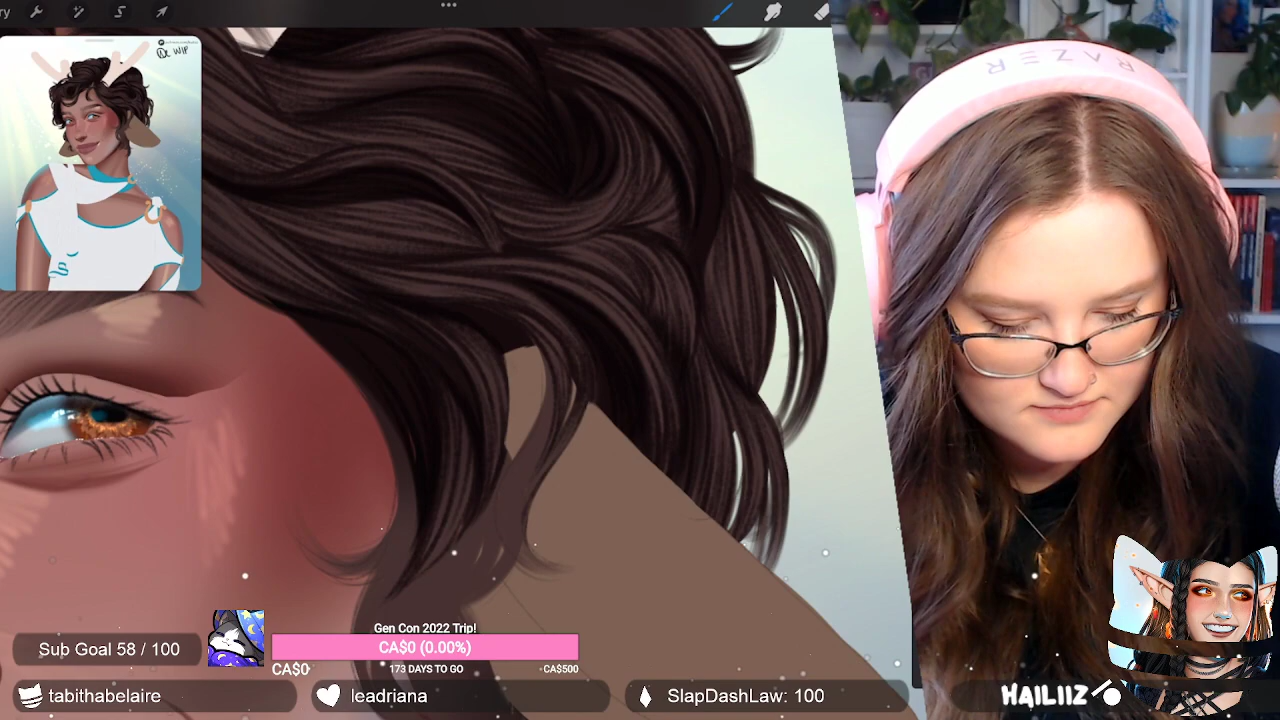 ry
WIP
RAZER
Sub Goal 58 / 100
Gen Con 2022 Trip!
CA$0 (0.00%)
CA$0
173 DAYS TO GO
CA$500
tabithabelaire
leadriana
SlapDashLaw: 100
HAILIIZ